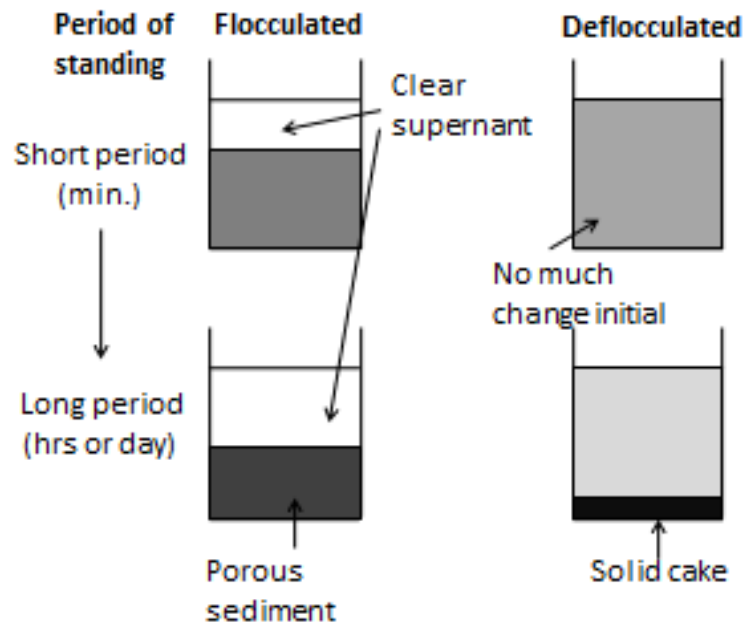 Period of
standing
Flocculated
Deflocculated
Clear
supernant
Short period
(min.)
No much
change initial
Long period
(hrs or day)
Porous
sediment
Solid cake